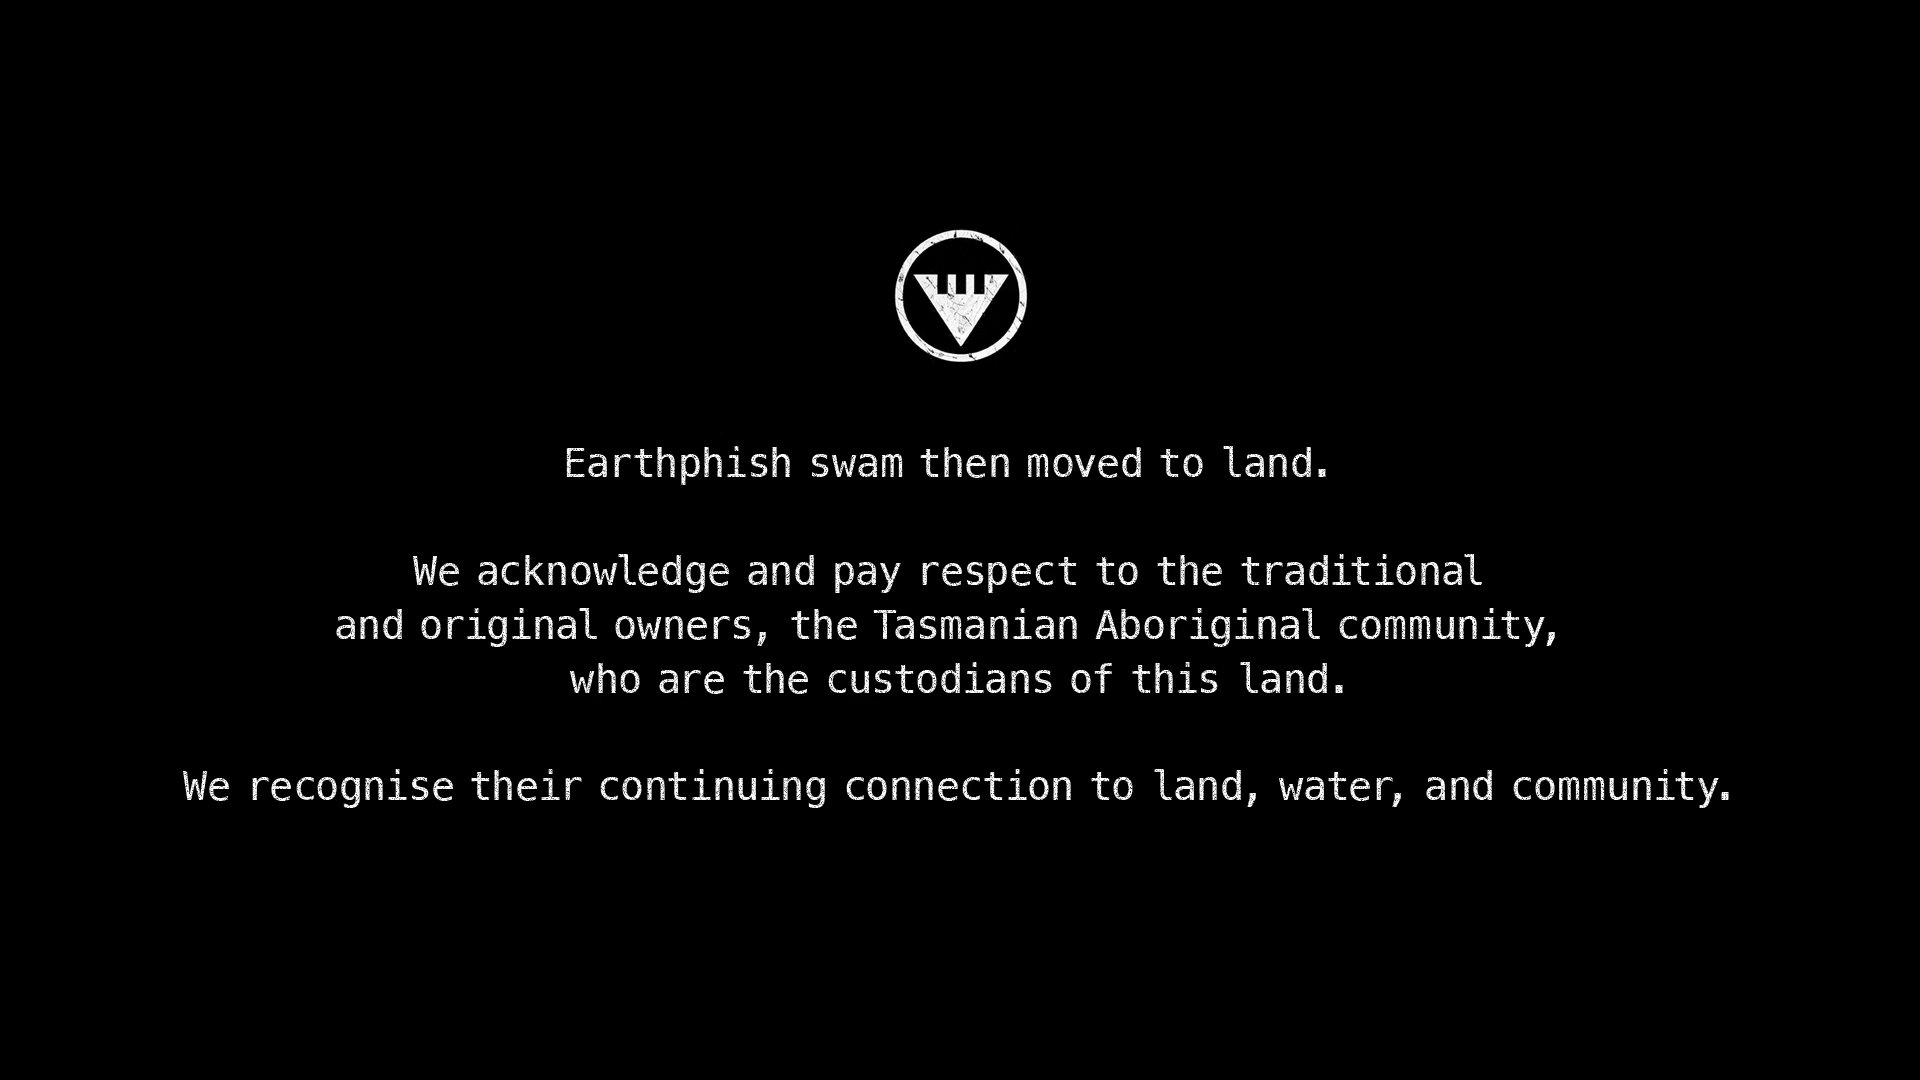 Earthphish swam then moved to land.
We acknowledge and pay respect to the traditional
and original owners, the Tasmanian Aboriginal community,
who are the custodians of this land.
We recognise their continuing connection to land, water, and community.